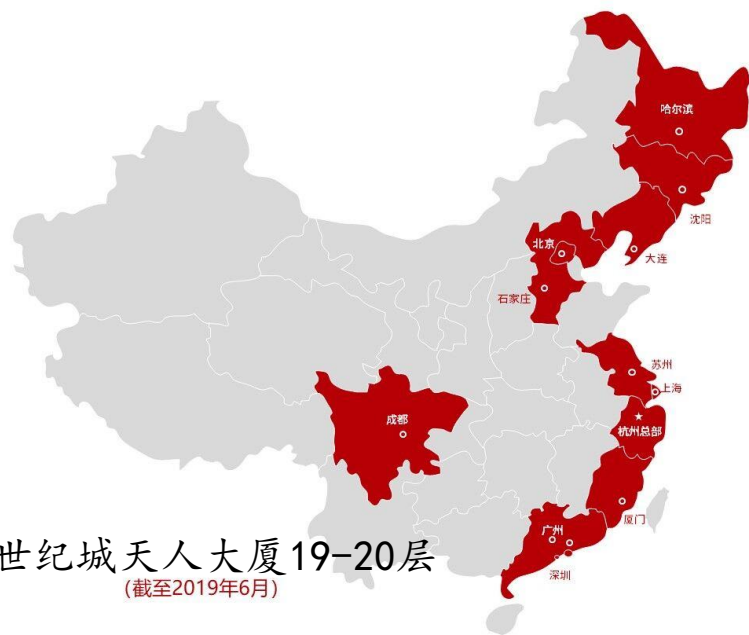 哈尔滨
沈阳
大连
北京
石家庄
苏州
上海
杭州总部
成都
厦门
广州
深圳
世纪城天人大厦19-20层
(截至2019年6月)